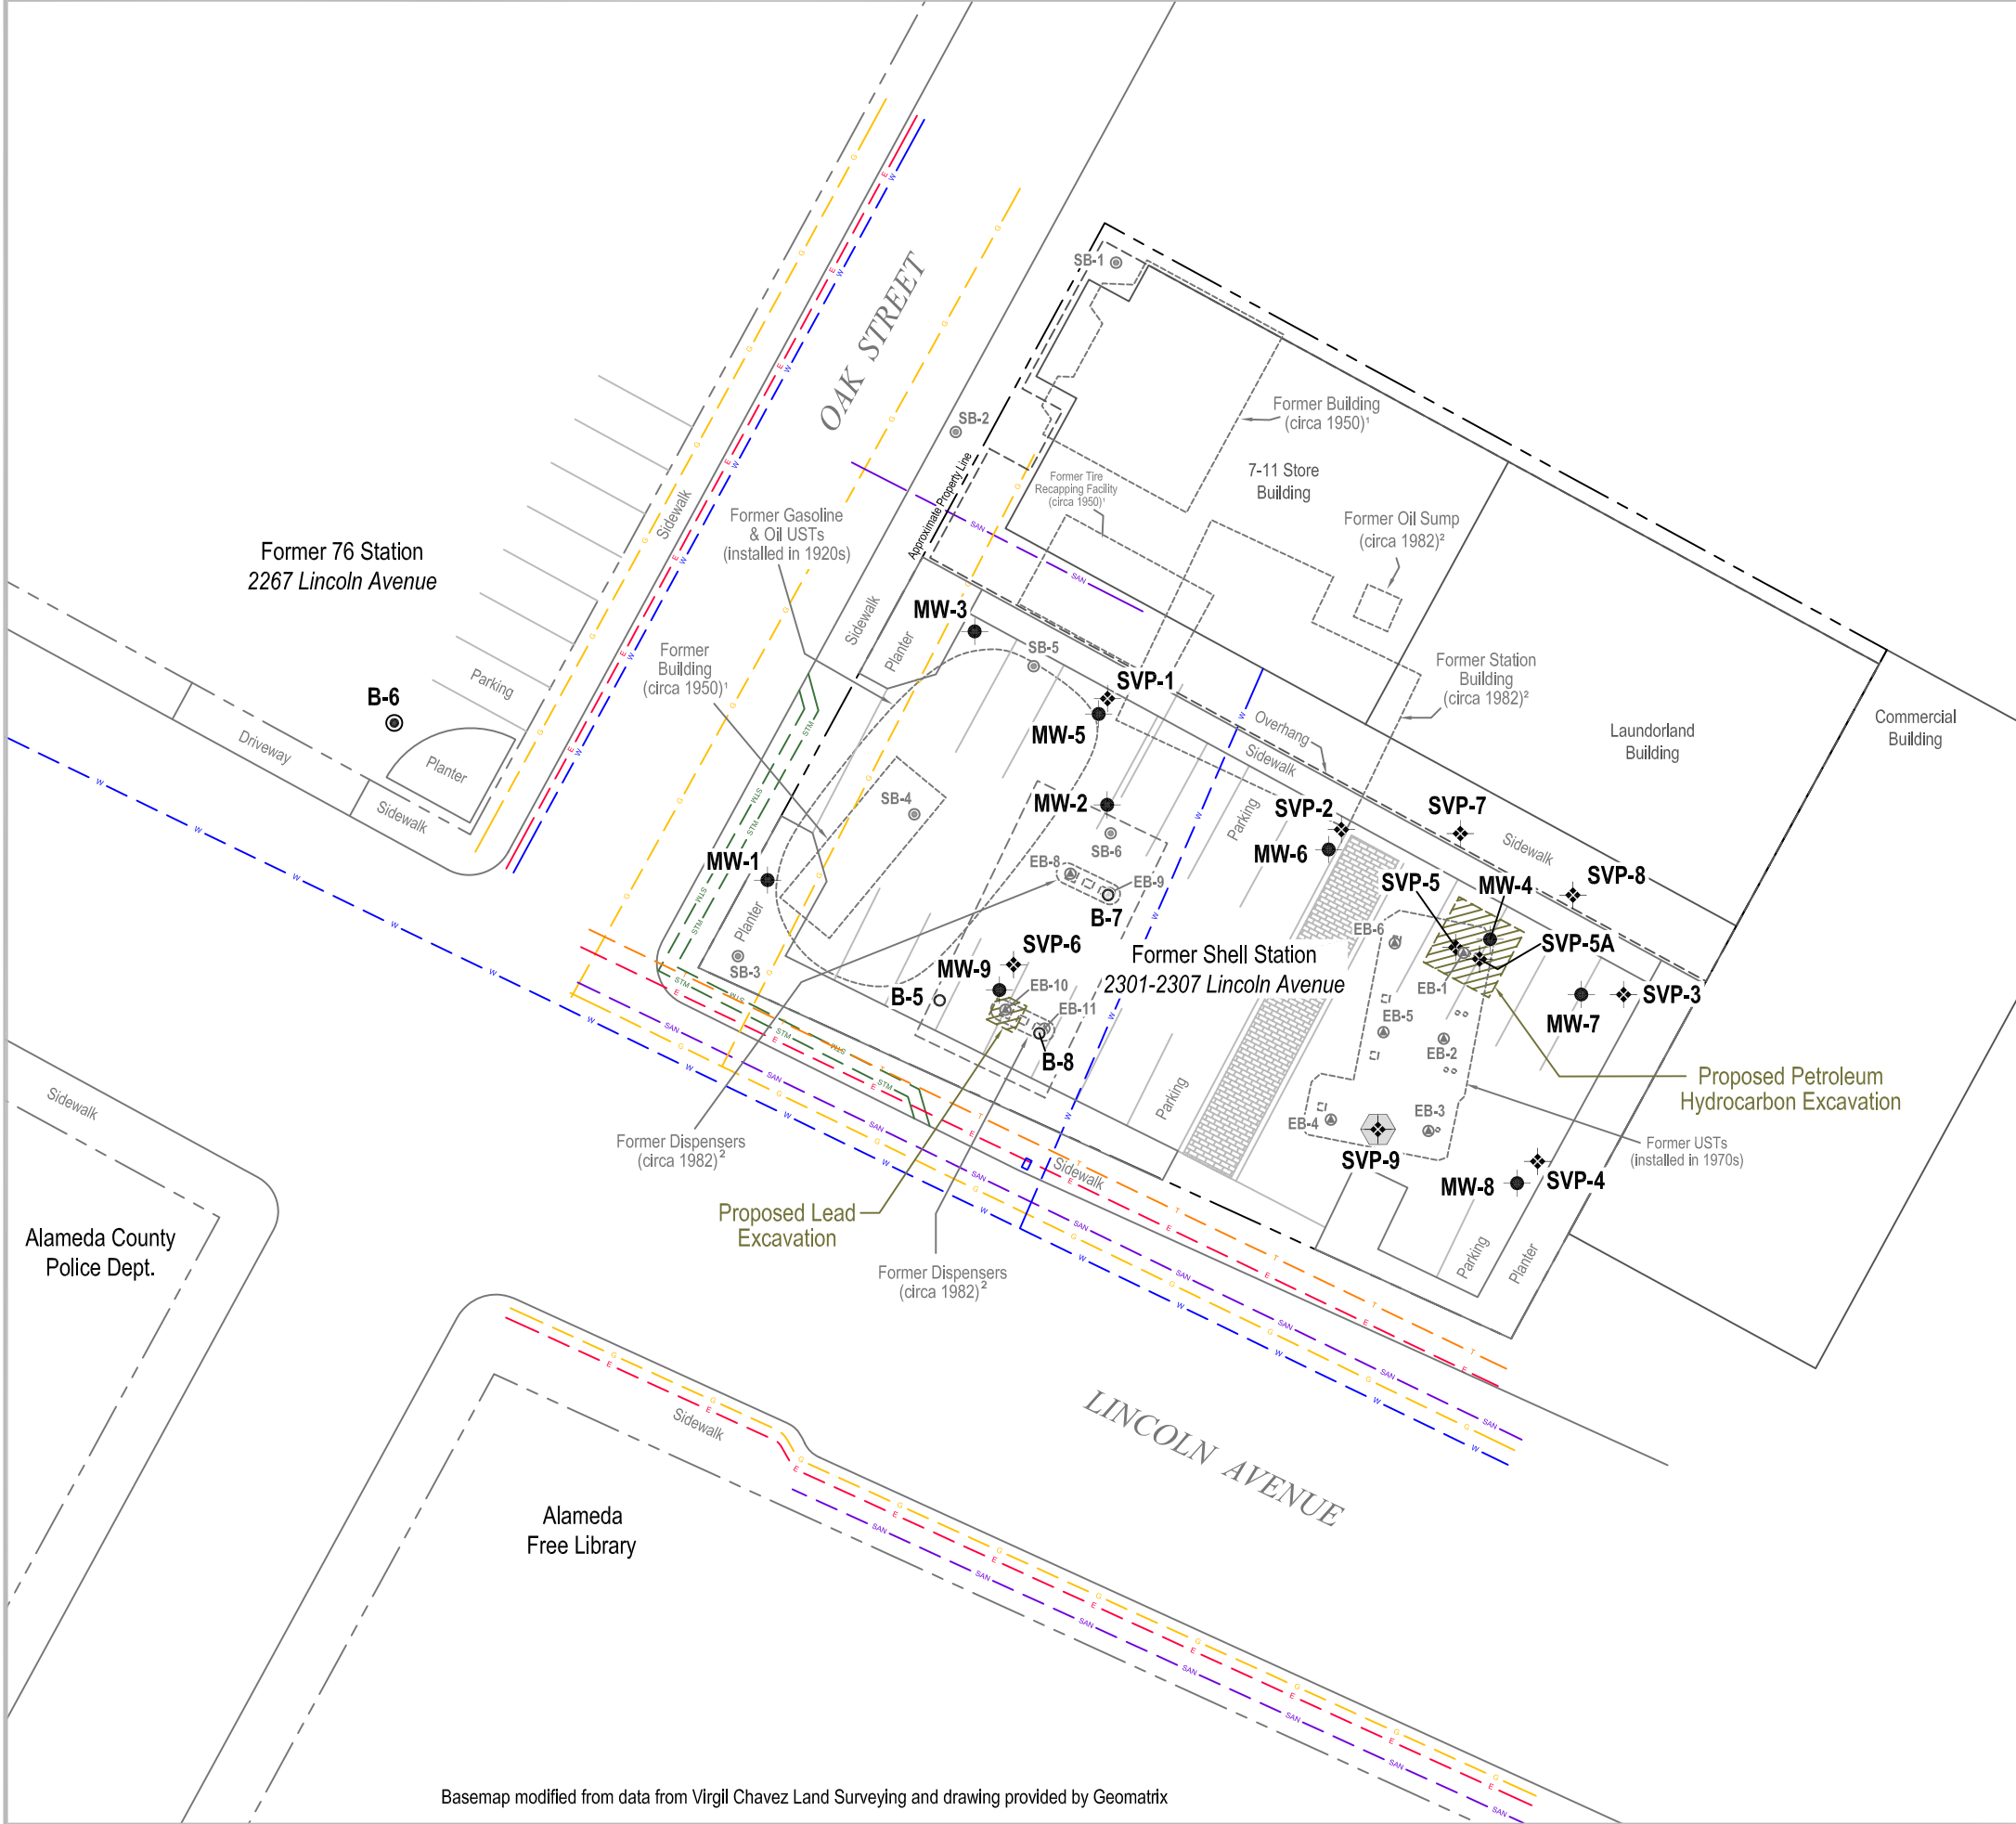 OAK STREET
SB-1
SB-2
Former Building
(circa 1950)¹
7-11 Store
Building
Former Tire
Recapping Facility
(circa 1950)¹
Former Oil Sump
(circa 1982)²
Approximate Property Line
Former Gasoline
& Oil USTs
(installed in 1920s)
Former 76 Station
2267 Lincoln Avenue
Sidewalk
Parking
B-6
Driveway
Planter
Sidewalk
MW-3
Sidewalk
Planter
SB-5
Former
Building
(circa 1950)¹
SVP-1
MW-5
Former Station
Building
(circa 1982)²
Overhang
Sidewalk
Laundorland
Building
Commercial
Building
SB-4
MW-2
SB-6
Parking
SVP-2
MW-6
SVP-7
Sidewalk
MW-1
EB-8
EB-9
B-7
SVP-5
MW-4
SVP-8
Planter
SB-3
SVP-6
MW-9
B-5
EB-10
EB-11
B-8
Former Shell Station
2301-2307 Lincoln Avenue
EB-6
SVP-5A
EB-1
EB-5
EB-2
SVP-3
MW-7
Proposed Petroleum
Hydrocarbon Excavation
Parking
EB-4
EB-3
SVP-9
Former USTs
(installed in 1970s)
SVP-4
MW-8
Former Dispensers
(circa 1982)²
Sidewalk
Proposed Lead
Excavation
Former Dispensers
(circa 1982)²
Parking
Planter
Sidewalk
Alameda County
Police Dept.
LINCOLN AVENUE
Sidewalk
Alameda
Free Library
G
E
W
SAN
STM
T
Basemap modified from data from Virgil Chavez Land Surveying and drawing provided by Geomatrix